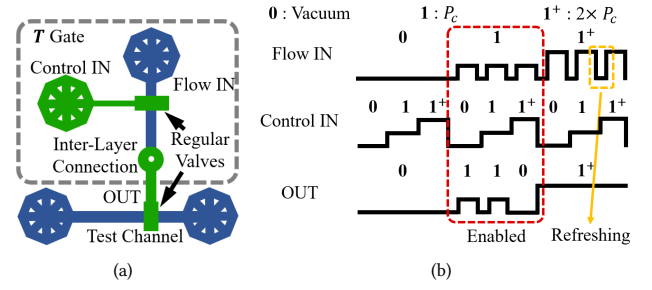 T Gate
Control IN
Flow IN
Inter-Layer
Connection
Regular
Valves
OUT
Test Channel
(a)
0 : Vacuum 1 : Pc 1+ : 2× Pc
0 1 1+
Flow IN
0 1 1+ 0 1 1+ 0 1 1+
Control IN
0 1 1 0 1+
OUT
Enabled Refreshing
(b)